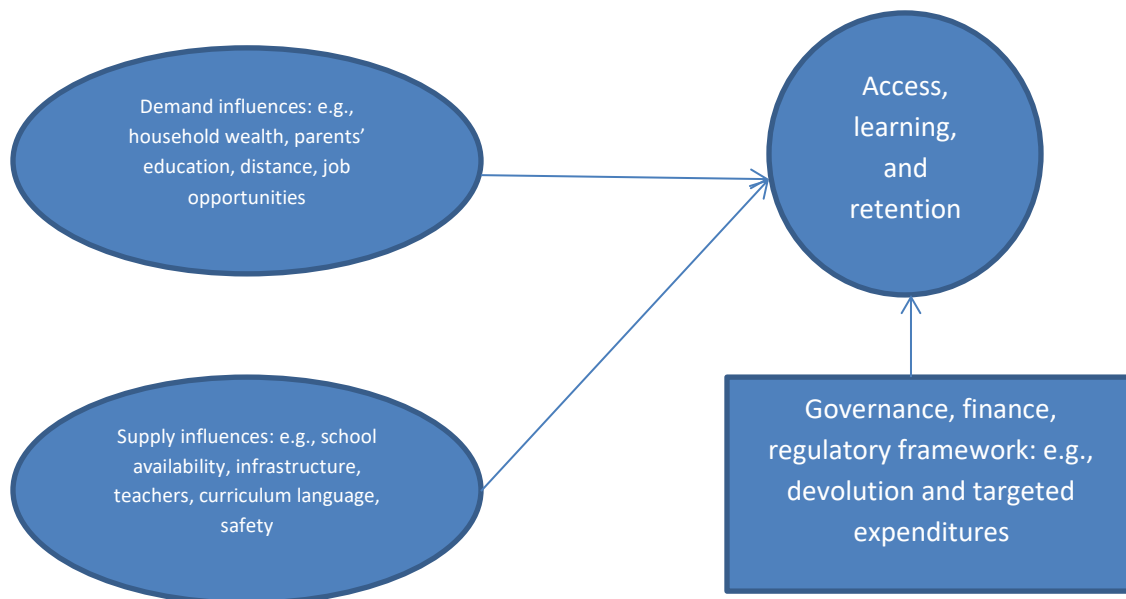 Demand influences: e.g.,
household wealth, parents’
education, distance, job
opportunities
Access,
learning,
and
retention
Supply influences: e.g., school
availability, infrastructure,
teachers, curriculum language,
safety
Governance, finance,
regulatory framework: e.g.,
devolution and targeted
expenditures